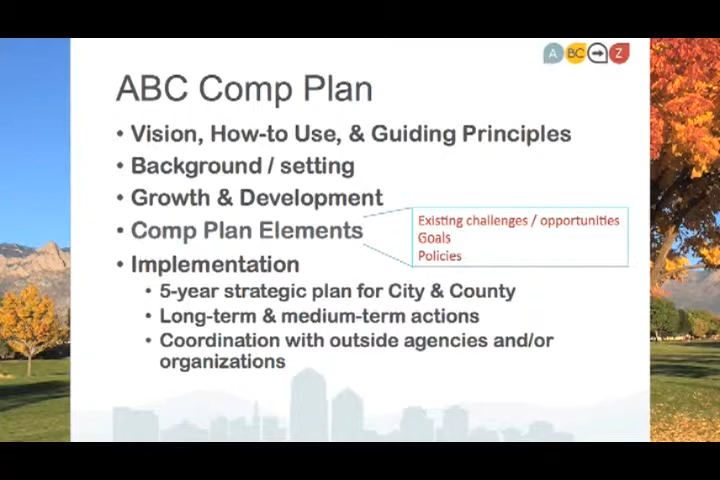 A BC Z
ABC Comp Plan
• Vision, How-to Use, & Guiding Principles
• Background / setting
• Growth & Development
• Comp Plan Elements
Existing challenges / opportunities
Goals
Policies
• Implementation
• 5-year strategic plan for City & County
• Long-term & medium-term actions
• Coordination with outside agencies and/or
organizations